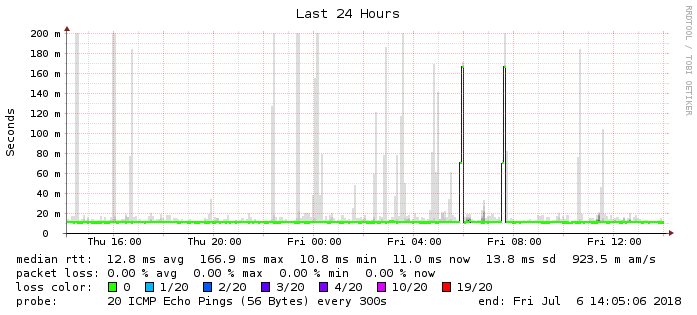 Last 24 Hours
RRDTOOL / TOBI OETIKER
Seconds
200 m
180 m
160 m
140 m
120 m
100 m
80 m
60 m
40 m
20 m
0
Thu 16:00 Thu 20:00 Fri 00:00 Fri 04:00 Fri 08:00 Fri 12:00
median rtt: 12.8 ms avg 166.9 ms max 10.8 ms min 11.0 ms now 13.8 ms sd 923.5 m am/s
packet loss: 0.00 % avg 0.00 % max 0.00 % min 0.00 % now
loss color: 0 1/20 2/20 3/20 4/20 10/20 19/20
probe: 20 ICMP Echo Pings (56 Bytes) every 300s end: Fri Jul 6 14:05:06 2018